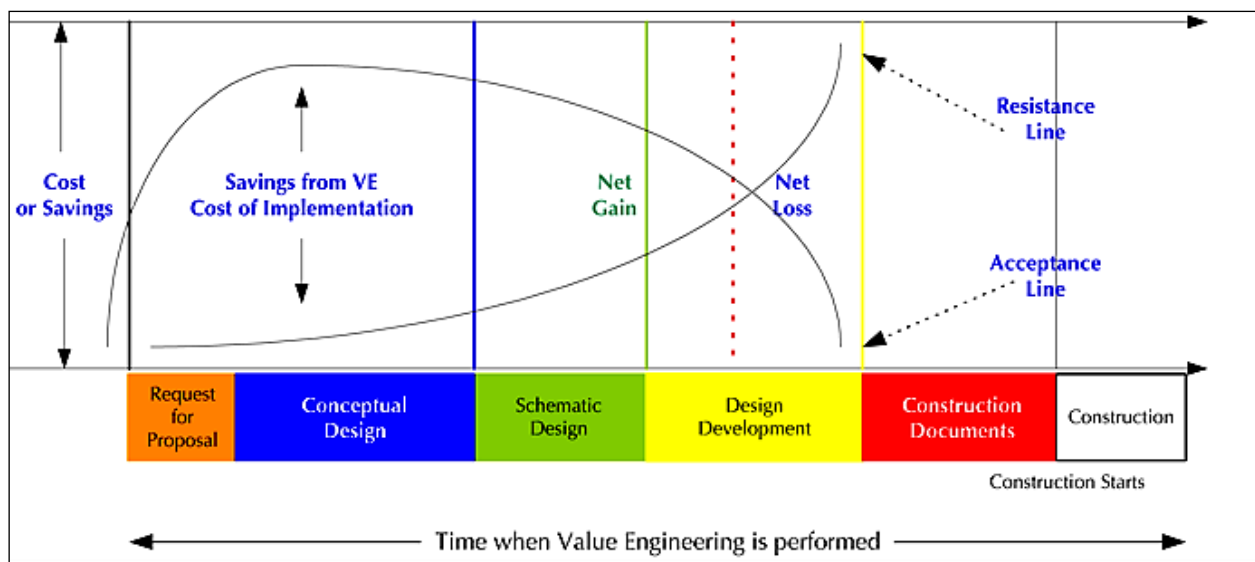 Cost
or Savings
Savings from VE
Cost of Implementation
Net
Gain
Net
Loss
Resistance
Line
Acceptance
Line
Request
for
Proposal
Conceptual
Design
Schematic
Design
Design
Development
Construction
Documents
Construction
Construction Starts
Time when Value Engineering is performed